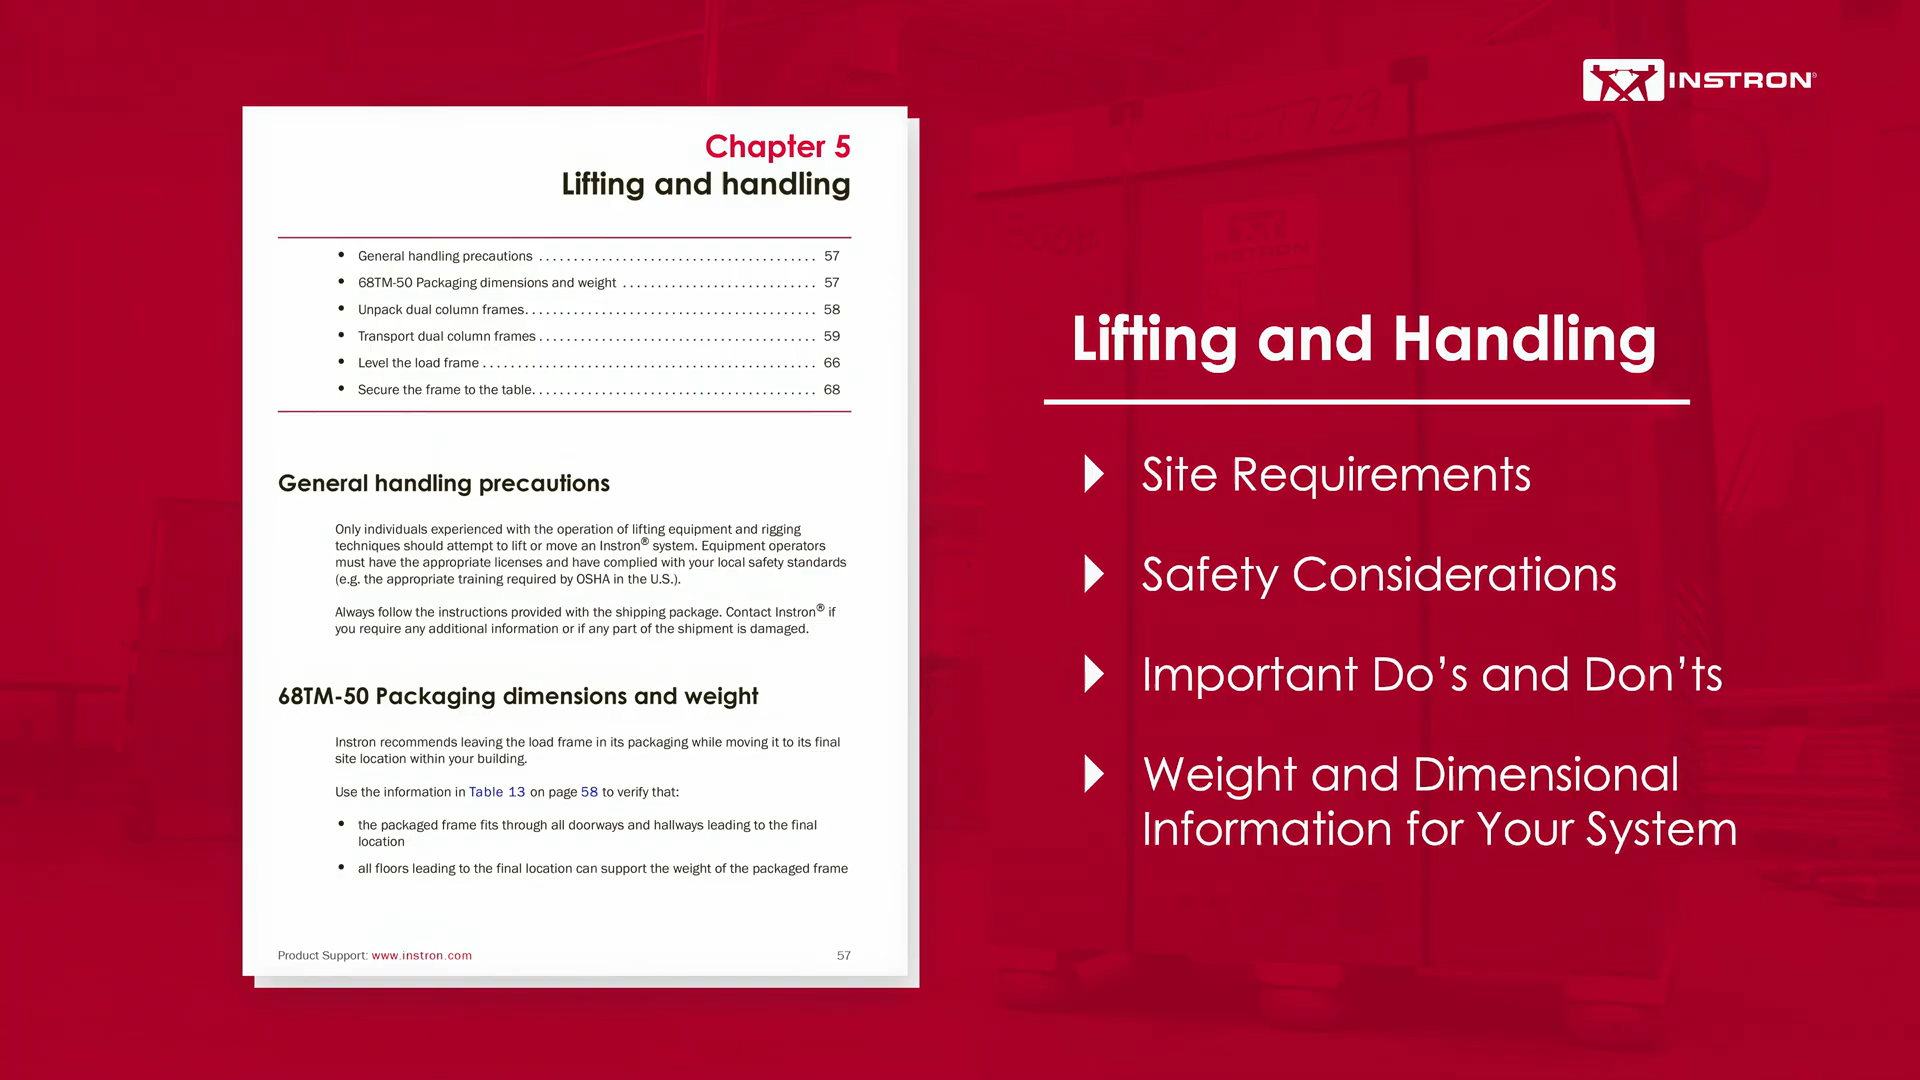 INSTRON®
Chapter 5
Lifting and handling
• General handling precautions ........................................ 57
• 68TM-50 Packaging dimensions and weight ............................ 57
• Unpack dual column frames.......................................... 58
• Transport dual column frames ........................................ 59
• Level the load frame ................................................ 66
• Secure the frame to the table......................................... 68
General handling precautions
Only individuals experienced with the operation of lifting equipment and rigging
techniques should attempt to lift or move an Instron® system. Equipment operators
must have the appropriate licenses and have complied with your local safety standards
(e.g. the appropriate training required by OSHA in the U.S.).
Always follow the instructions provided with the shipping package. Contact Instron® if
you require any additional information or if any part of the shipment is damaged.
68TM-50 Packaging dimensions and weight
Instron recommends leaving the load frame in its packaging while moving it to its final
site location within your building.
Use the information in Table 13 on page 58 to verify that:
• the packaged frame fits through all doorways and hallways leading to the final
location
• all floors leading to the final location can support the weight of the packaged frame
Product Support: www.instron.com 57
Lifting and Handling
Site Requirements
Safety Considerations
Important Do’s and Don’ts
Weight and Dimensional
Information for Your System
INSTRON